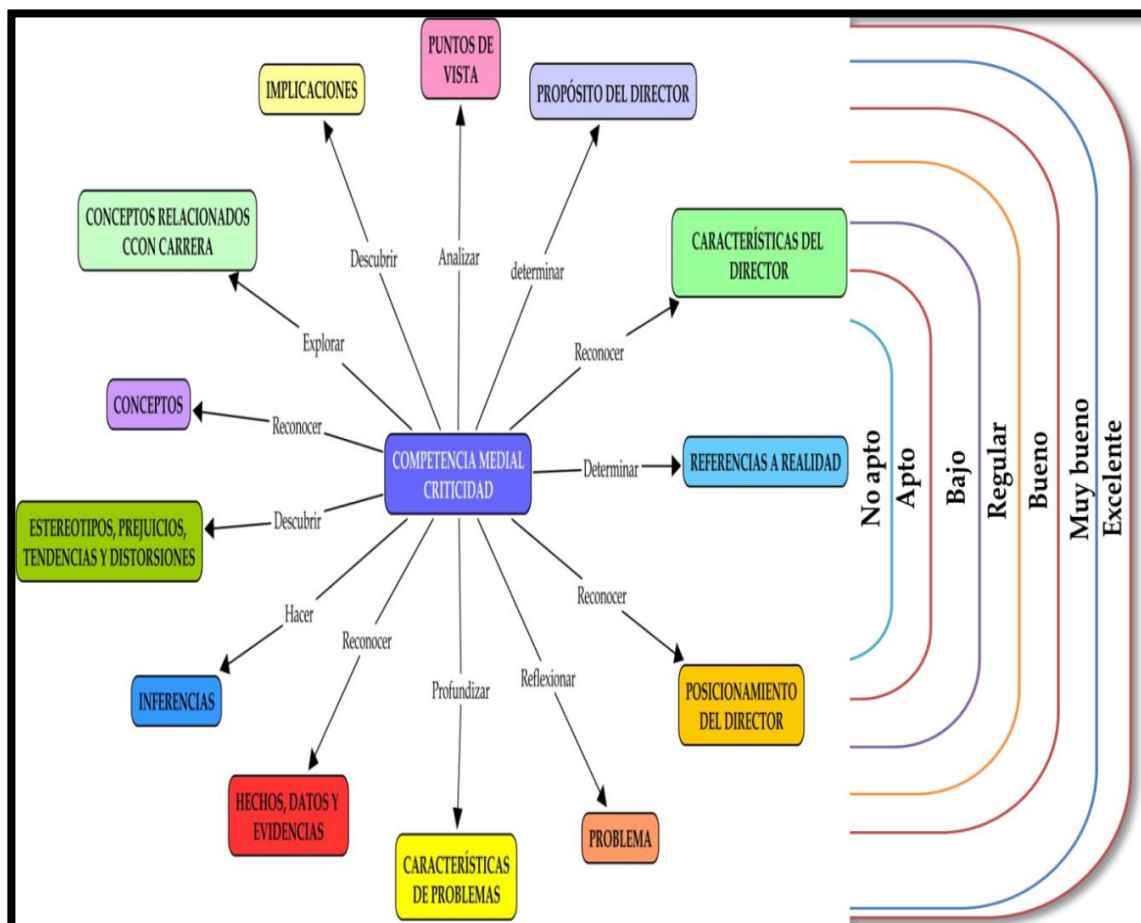 PUNTOS DE
VISTA
IMPLICACIONES
PROPÓSITO DEL DIRECTOR
CONCEPTOS RELACIONADOS
CCON CARRERA
CARACTERÍSTICAS DEL
DIRECTOR
Descubrir
Analizar
determinar
Explorar
Reconocer
CONCEPTOS
Reconocer
COMPETENCIA MEDIAL
CRITICIDAD
Determinar
REFERENCIAS A REALIDAD
ESTEREOTIPOS, PREJUICIOS,
TENDENCIAS Y DISTORSIONES
Descubrir
Hacer
Reconocer
Profundizar
Reflexionar
Reconocer
INFERENCIAS
POSICIONAMIENTO
DEL DIRECTOR
HECHOS, DATOS Y
EVIDENCIAS
CARACTERÍSTICAS
DE PROBLEMAS
PROBLEMA
No apto
Apto
Bajo
Regular
Bueno
Muy bueno
Excelente